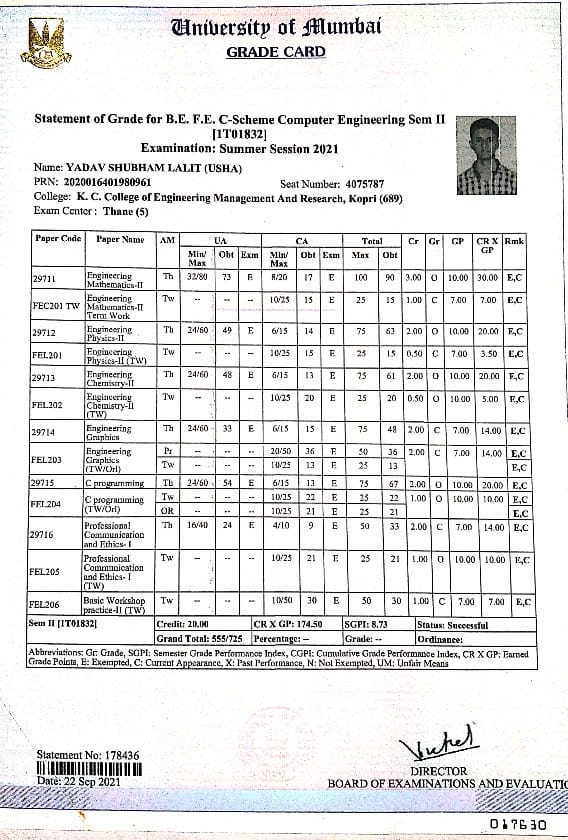 University of Mumbai
GRADE CARD
Statement of Grade for B.E. F.E. C-Scheme Computer Engineering Sem II
[1T01832]
Examination: Summer Session 2021
Name: YADAV SHUBHAM LALIT (USHA)
PRN: 2020016401980961 Seat Number: 4075787
College: K. C. College of Engineering Management And Research, Kopri (689)
Exam Center : Thane (5)
Paper Code Paper Name AM UA CA Total Cr Gr GP CR X GP Rmk
Min/Max Obt Exm Min/Max Obt Exm Max Obt
29711 Engineering Mathematics-II Th 32/80 73 E 8/20 17 E 100 90 3.00 O 10.00 30.00 E,C
FEC201 TW Engineering Mathematics-II Term Work Tw -- -- -- 10/25 15 E 25 15 1.00 C 7.00 7.00 E,C
29712 Engineering Physics-II Th 24/60 49 E 6/15 14 E 75 63 2.00 O 10.00 20.00 E,C
FEL201 Engineering Physics-II (TW) Tw -- -- -- 10/25 15 E 25 15 0.50 C 7.00 3.50 E,C
29713 Engineering Chemistry-II Th 24/60 48 E 6/15 13 E 75 61 2.00 O 10.00 20.00 E,C
FEL202 Engineering Chemistry-II (TW) Tw -- -- -- 10/25 20 E 25 20 0.50 O 10.00 5.00 E,C
29714 Engineering Graphics Th 24/60 33 E 6/15 15 E 75 48 2.00 C 7.00 14.00 E,C
FEL203 Engineering Graphics (TW/Orl) Pr -- -- -- 20/50 36 E 50 36 2.00 C 7.00 14.00 E,C
Tw -- -- -- 10/25 13 E 25 13 E,C
29715 C programming Th 24/60 54 E 6/15 13 E 75 67 2.00 O 10.00 20.00 E,C
FEL204 C programming (TW/Orl) Tw -- -- -- 10/25 22 E 25 22 1.00 O 10.00 10.00 E,C
OR -- -- -- 10/25 21 E 25 21 E,C
29716 Professional Communication and Ethics- I Th 16/40 24 E 4/10 9 E 50 33 2.00 C 7.00 14.00 E,C
FEL205 Professional Communication and Ethics- I (TW) Tw -- -- -- 10/25 21 E 25 21 1.00 O 10.00 10.00 E,C
FEL206 Basic Workshop practice-II (TW) Tw -- -- -- 10/50 30 E 50 30 1.00 C 7.00 7.00 E,C
Sem II [1T01832] Credit: 20.00 CR X GP: 174.50 SGPI: 8.73 Status: Successful
Grand Total: 555/725 Percentage: -- Grade: -- Ordinance:
Abbreviations: Gr: Grade, SGPI: Semester Grade Performance Index, CGPI: Cumulative Grade Performance Index, CR X GP: Earned
Grade Points, E: Exempted, C: Current Appearance, X: Past Performance, N: Not Exempted, UM: Unfair Means
Statement No: 178436
Date: 22 Sep 2021
DIRECTOR
BOARD OF EXAMINATIONS AND EVALUATIO
017630